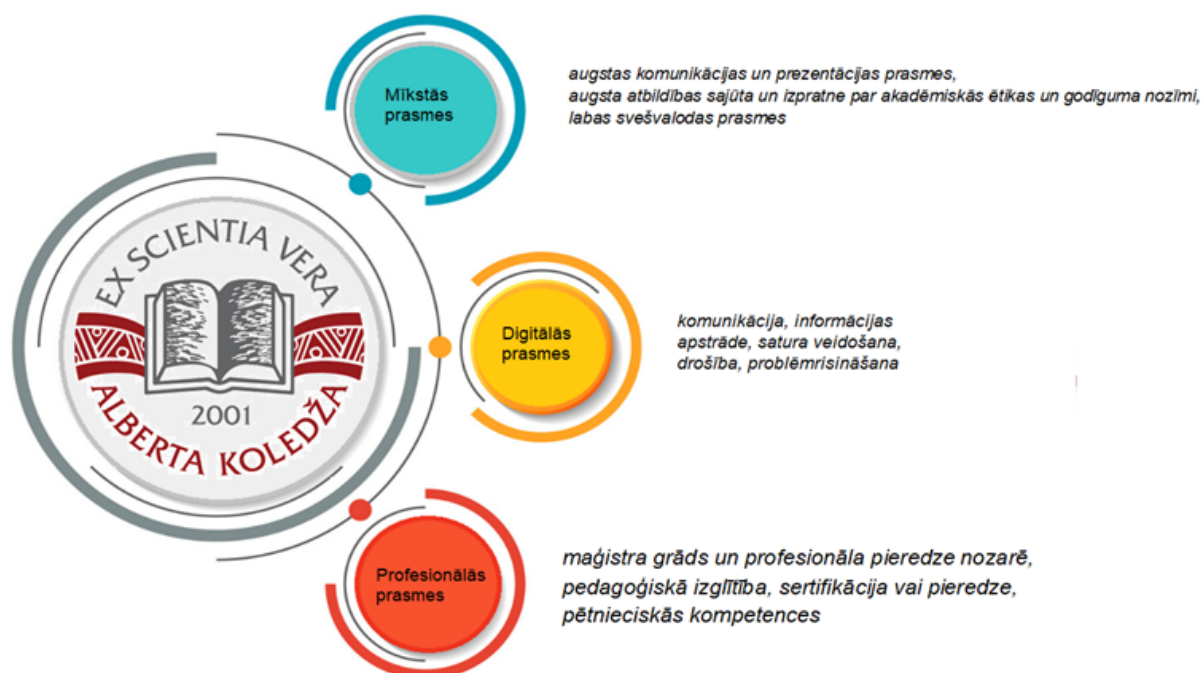 Mīkstās
prasmes
augstas komunikācijas un prezentācijas prasmes,
augsta atbildības sajūta un izpratne par akadēmiskās ētikas un godīguma nozīmi,
labas svešvalodas prasmes
EX SCIENTIA VERA
2001
ALBERTA KOLEDŽA
Digitālās
prasmes
komunikācija, informācijas
apstrāde, satura veidošana,
drošība, problēmrisināšana
Profesionālās
prasmes
maģistra grāds un profesionāla pieredze nozarē,
pedagoģiskā izglītība, sertifikācija vai pieredze,
pētnieciskās kompetences